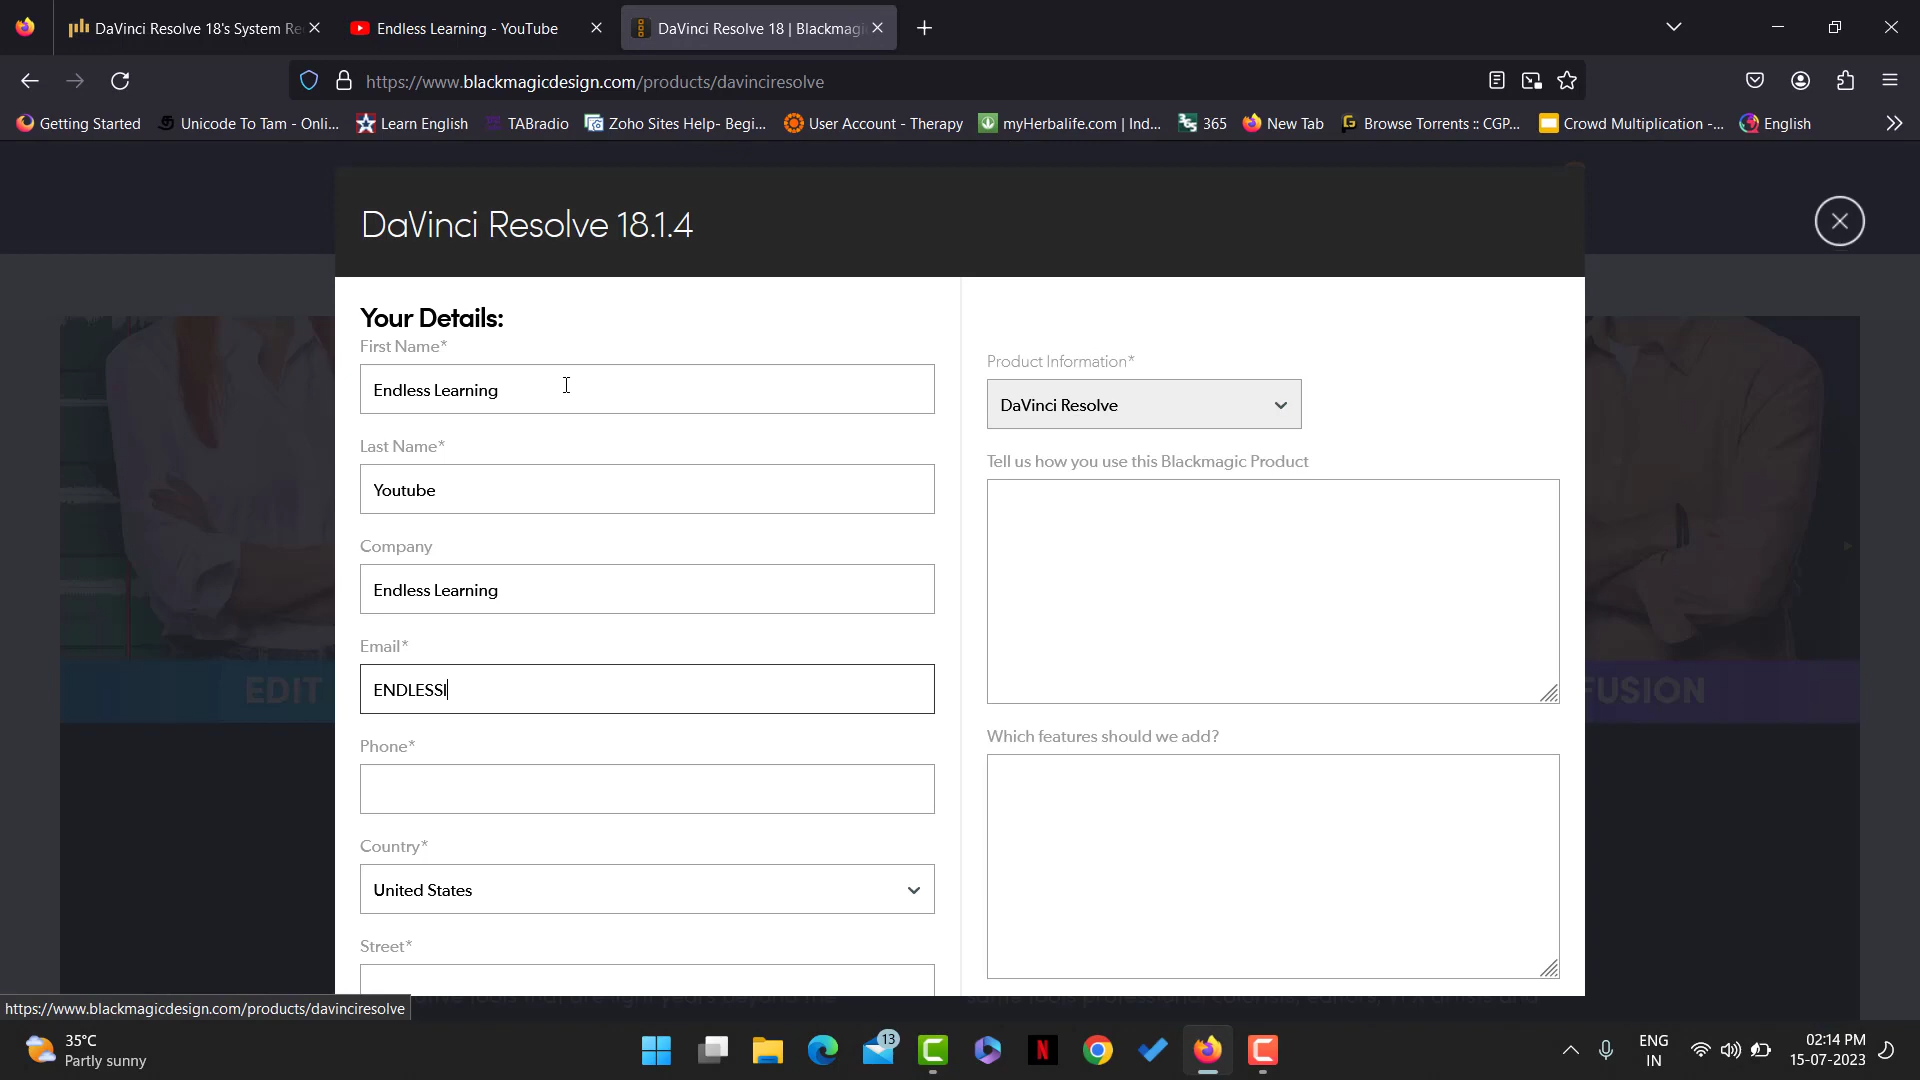 DaVinci Resolve 18's System Re
Endless Learning - YouTube
DaVinci Resolve 18 | Blackmagi
https://www.blackmagicdesign.com/products/davinciresolve
Getting Started
Unicode To Tam - Onli...
Learn English
TABradio
Zoho Sites Help- Begi...
User Account - Therapy
myHerbalife.com | Ind...
365
New Tab
Browse Torrents :: CGP...
Crowd Multiplication -...
English
DaVinci Resolve 18.1.4
Your Details:
First Name*
Endless Learning
Last Name*
Youtube
Company
Endless Learning
Email*
ENDLESSl
Phone*
Country*
United States
Street*
Product Information*
DaVinci Resolve
Tell us how you use this Blackmagic Product
Which features should we add?
EDIT
FUSION
https://www.blackmagicdesign.com/products/davinciresolve
35°C
Partly sunny
13
ENG
IN
02:14 PM
15-07-2023